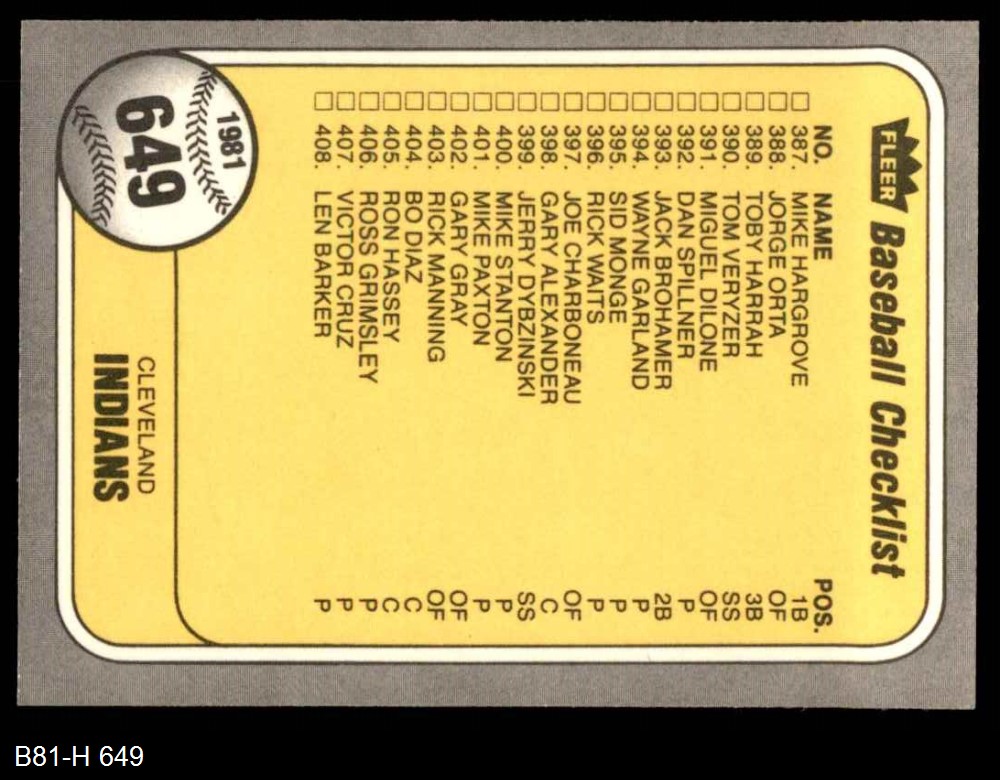 FLEER Baseball Checklist
NO. NAME POS.
387. MIKE HARGROVE 1B
388. JORGE ORTA OF
389. TOBY HARRAH 3B
390. TOM VERYZER SS
391. MIGUEL DILONE OF
392. DAN SPILLNER P
393. JACK BROHAMER 2B
394. WAYNE GARLAND P
395. SID MONGE P
396. RICK WAITS P
397. JOE CHARBONEAU OF
398. GARY ALEXANDER C
399. JERRY DYBZINSKI SS
400. MIKE STANTON P
401. MIKE PAXTON P
402. GARY GRAY OF
403. RICK MANNING OF
404. BO DIAZ C
405. RON HASSEY C
406. ROSS GRIMSLEY P
407. VICTOR CRUZ P
408. LEN BARKER P
1981
649
CLEVELAND
INDIANS
B81-H 649